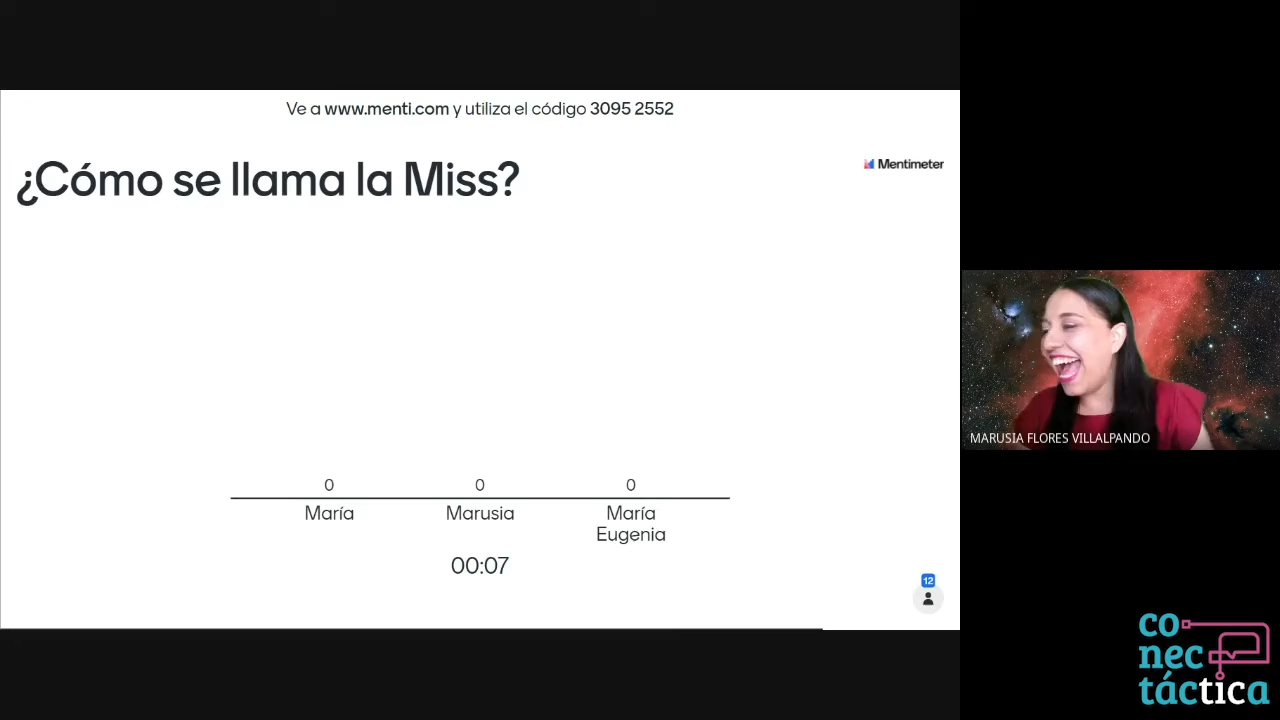 Ve a www.menti.com y utiliza el código 3095 2552
¿Cómo se llama la Miss?
Mentimeter
0 0 0
María Marusia María
Eugenia
00:07
12
MARUSIA FLORES VILLALPANDO
co
nec
táctica